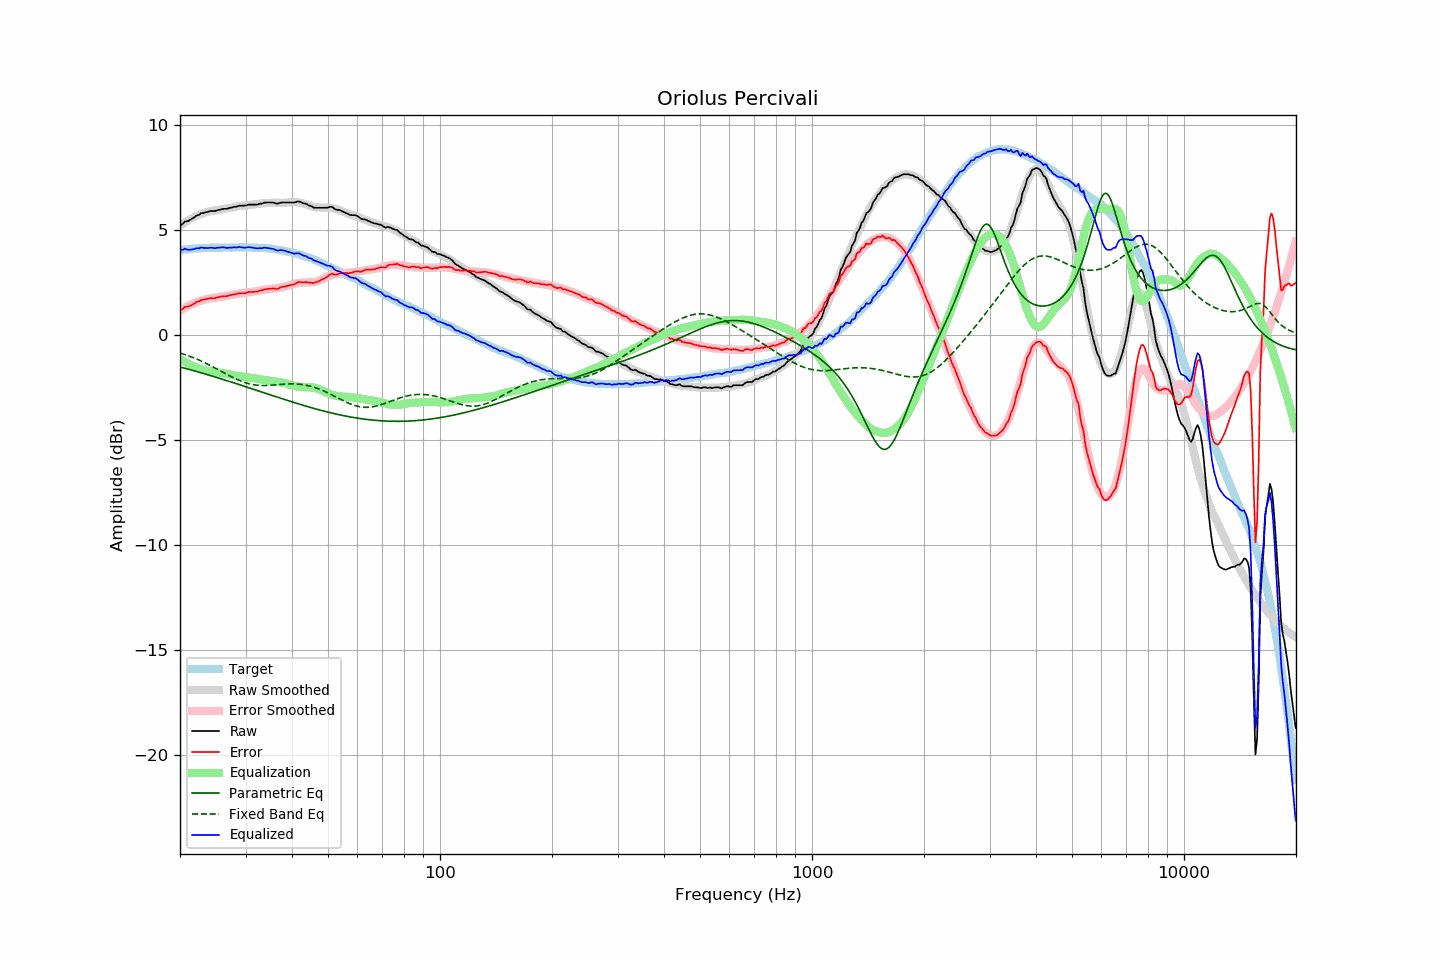 Oriolus Percivali
10
5
0
−5
−10
−15
−20
Amplitude (dBr)
Target
Raw Smoothed
Error Smoothed
Raw
Error
Equalization
Parametric Eq
Fixed Band Eq
Equalized
100
1000
10000
Frequency (Hz)